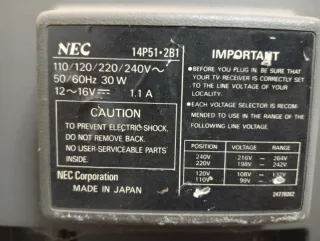 NEC 14P51·2B1
110/120/220/240V~
50/60Hz 30W
12~16V⎓ 1.1A
CAUTION
TO PREVENT ELECTRIC SHOCK,
DO NOT REMOVE BACK.
NO USER-SERVICEABLE PARTS
INSIDE.
NEC Corporation
MADE IN JAPAN
IMPORTANT
●BEFORE YOU PLUG IN, BE SURE THAT
YOUR TV RECEIVER IS CORRECTLY SET
TO THE LINE VOLTAGE OF YOUR
LOCALITY.
●EACH VOLTAGE SELECTOR IS RECOM-
MENDED TO USE IN THE RANGE OF THE
FOLLOWING LINE VOLTAGE.
POSITION VOLTAGE - RANGE
240V 216V - 264V
220V 198V - 242V
120V 108V - 132V
110V 99V